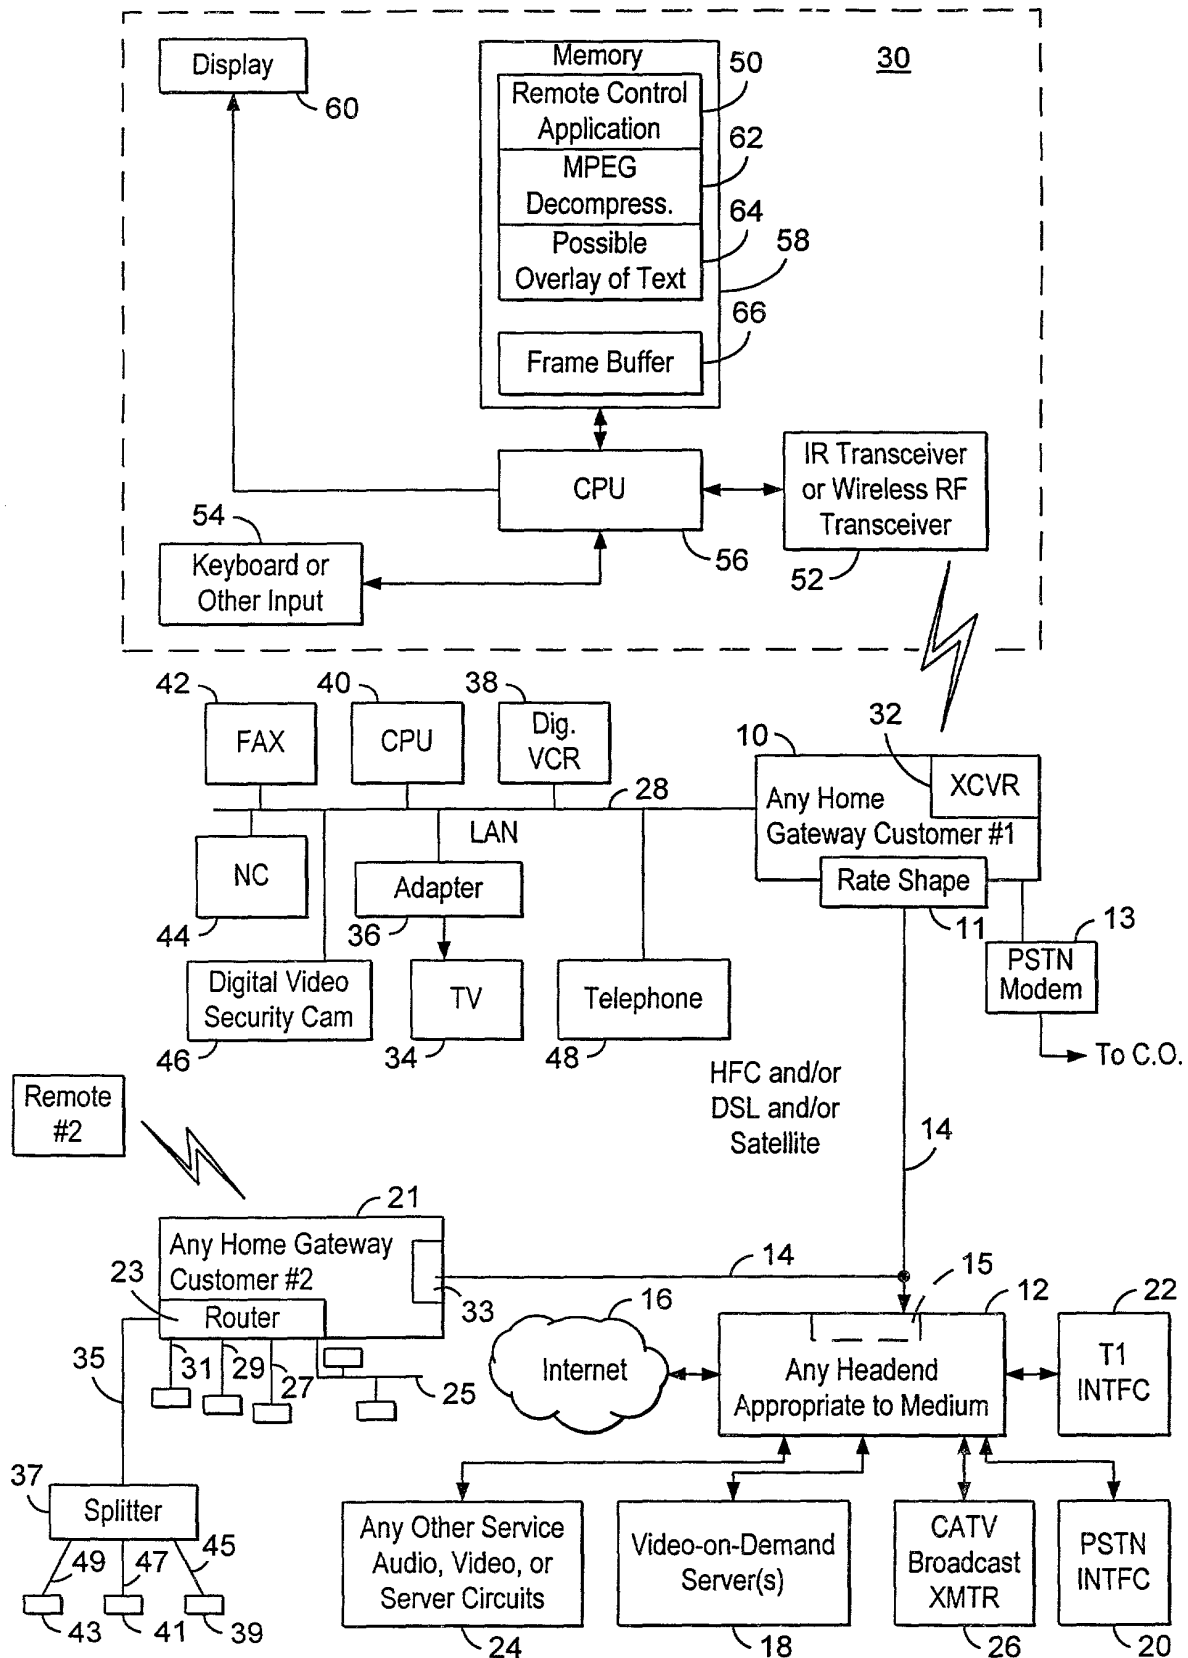 30
Display
60
Memory
50
Remote Control
Application
62
MPEG
Decompress.
64
Possible
Overlay of Text
58
66
Frame Buffer
CPU
56
IR Transceiver
or Wireless RF
Transceiver
52
54
Keyboard or
Other Input
42
FAX
40
CPU
38
Dig.
VCR
28
LAN
10
32
XCVR
Any Home
Gateway Customer #1
Rate Shape
11
13
PSTN
Modem
To C.O.
NC
44
Adapter
36
Digital Video
Security Cam
46
TV
34
Telephone
48
HFC and/or
DSL and/or
Satellite
14
Remote
#2
21
Any Home Gateway
Customer #2
23
Router
33
14
31
29
27
25
35
16
Internet
15
12
Any Headend
Appropriate to Medium
22
T1
INTFC
37
Splitter
49
47
45
43
41
39
Any Other Service
Audio, Video, or
Server Circuits
24
Video-on-Demand
Server(s)
18
CATV
Broadcast
XMTR
26
PSTN
INTFC
20